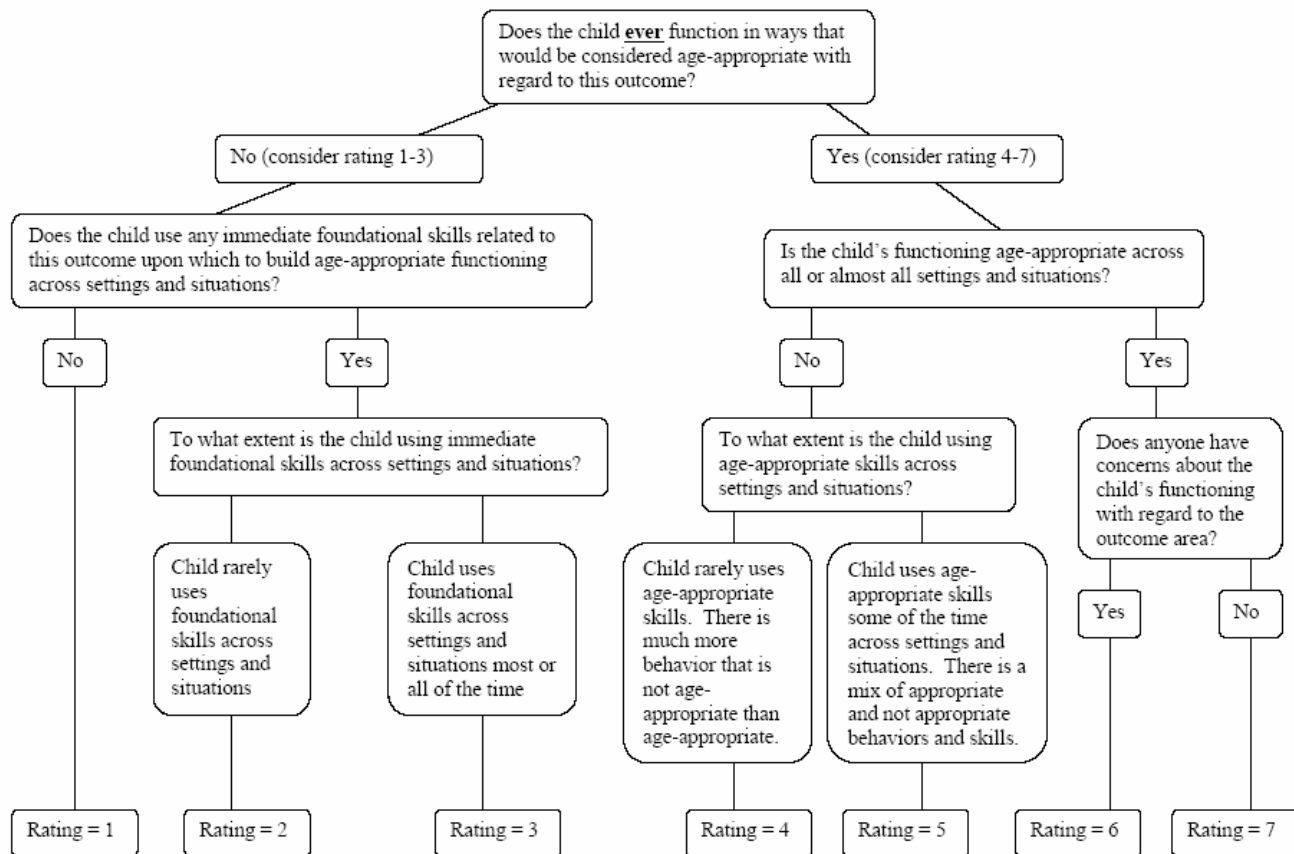 Does the child ever function in ways that
would be considered age-appropriate with
regard to this outcome?
No (consider rating 1-3)
Yes (consider rating 4-7)
Does the child use any immediate foundational skills related to
this outcome upon which to build age-appropriate functioning
across settings and situations?
Is the child’s functioning age-appropriate across
all or almost all settings and situations?
No
Yes
No
Yes
To what extent is the child using immediate
foundational skills across settings and situations?
To what extent is the child using
age-appropriate skills across
settings and situations?
Does anyone have
concerns about the
child’s functioning
with regard to the
outcome area?
Child rarely
uses
foundational
skills across
settings and
situations
Child uses
foundational
skills across
settings and
situations most or
all of the time
Child rarely uses
age-appropriate
skills.  There is
much more
behavior that is
not age-
appropriate than
age-appropriate.
Child uses age-
appropriate skills
some of the time
across settings and
situations.  There is a
mix of appropriate
and not appropriate
behaviors and skills.
Yes
No
Rating = 1
Rating = 2
Rating = 3
Rating = 4
Rating = 5
Rating = 6
Rating = 7